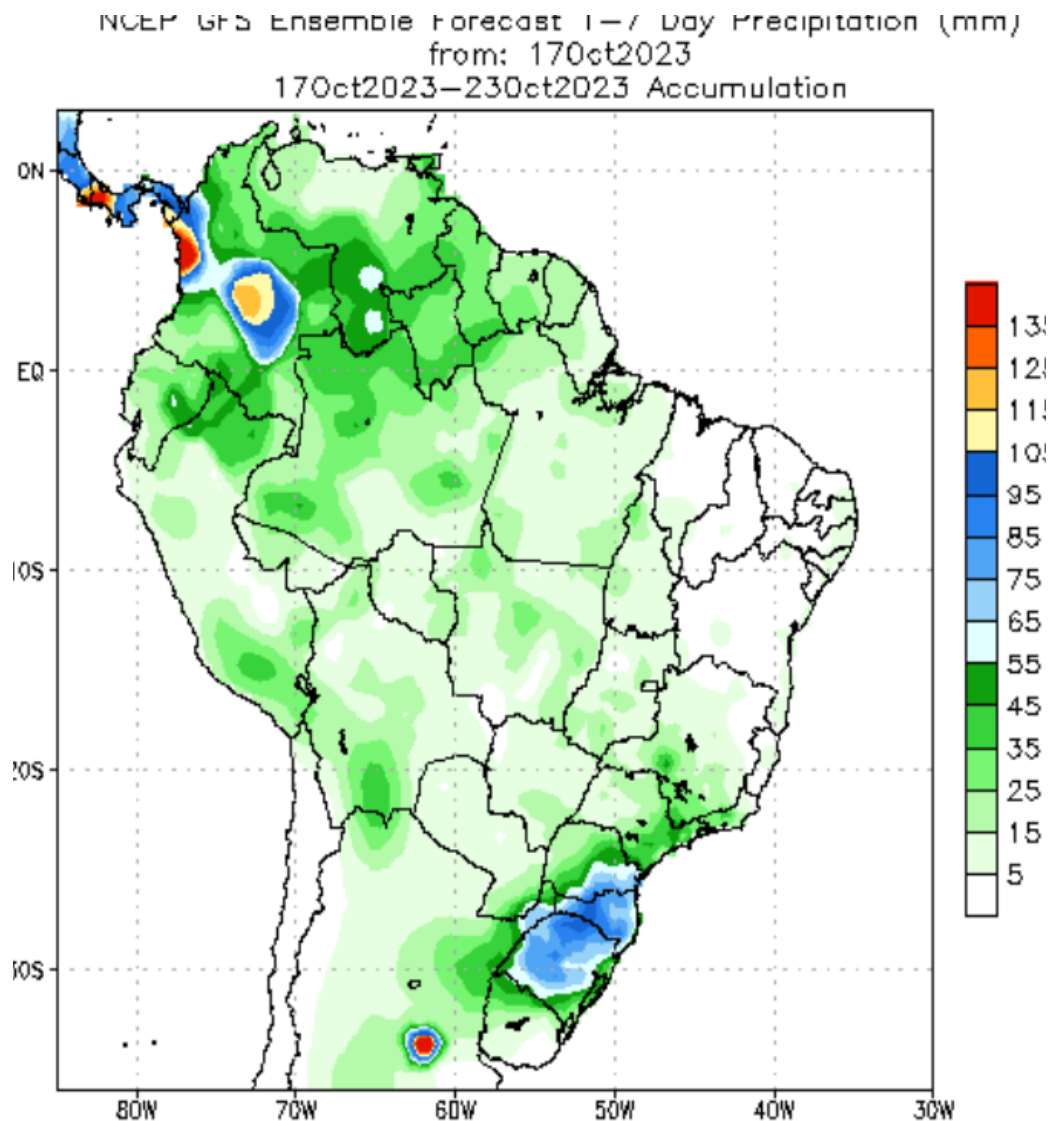 NCEP GFS Ensemble Forecast 1–7 Day Precipitation (mm)
from: 17Oct2023
17Oct2023–23Oct2023 Accumulation
0N
EQ
10S
20S
30S
80W
70W
60W
50W
40W
30W
135
125
115
105
95
85
75
65
55
45
35
25
15
5